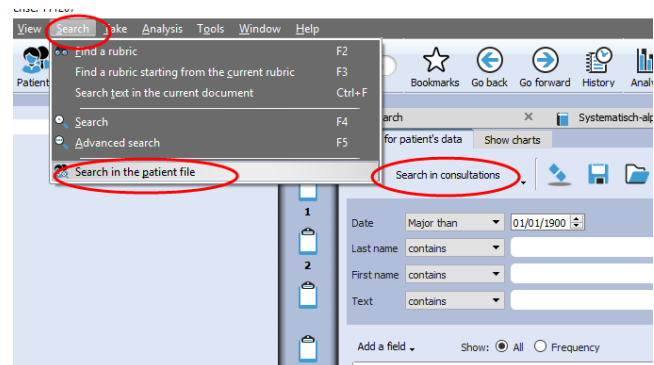 View Search Take Analysis Tools Window Help
Find a rubric F2
Find a rubric starting from the current rubric F3
Search text in the current document Ctrl+F
Search F4
Advanced search F5
Search in the patient file
Patient
Bookmarks Go back Go forward History
Systematisch-alp
for patient's data Show charts
Search in consultations
1
2
Date Major than 01/01/1900
Last name contains
First name contains
Text contains
Add a field Show: All Frequency